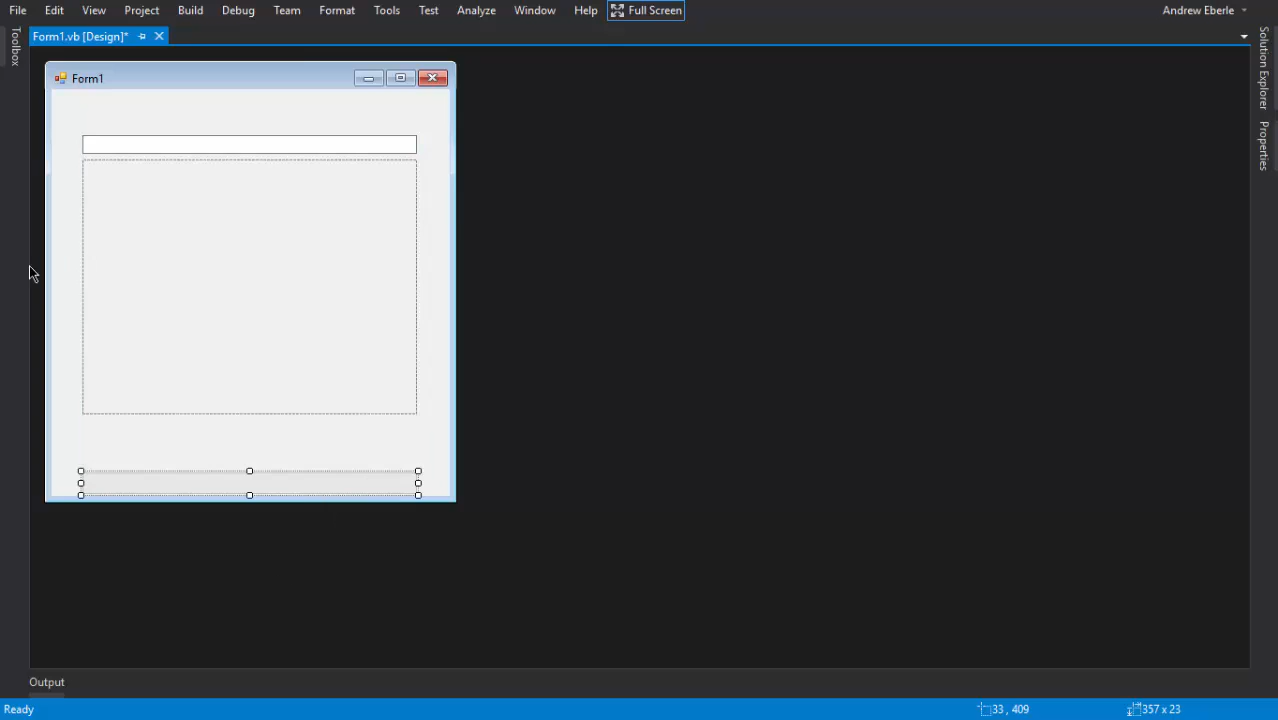 File Edit View Project Build Debug Team Format Tools Test Analyze Window Help Full Screen Andrew Eberle
Form1.vb [Design]*
Toolbox
Solution Explorer
Properties
Form1
Output
Ready 33 , 409 357 x 23